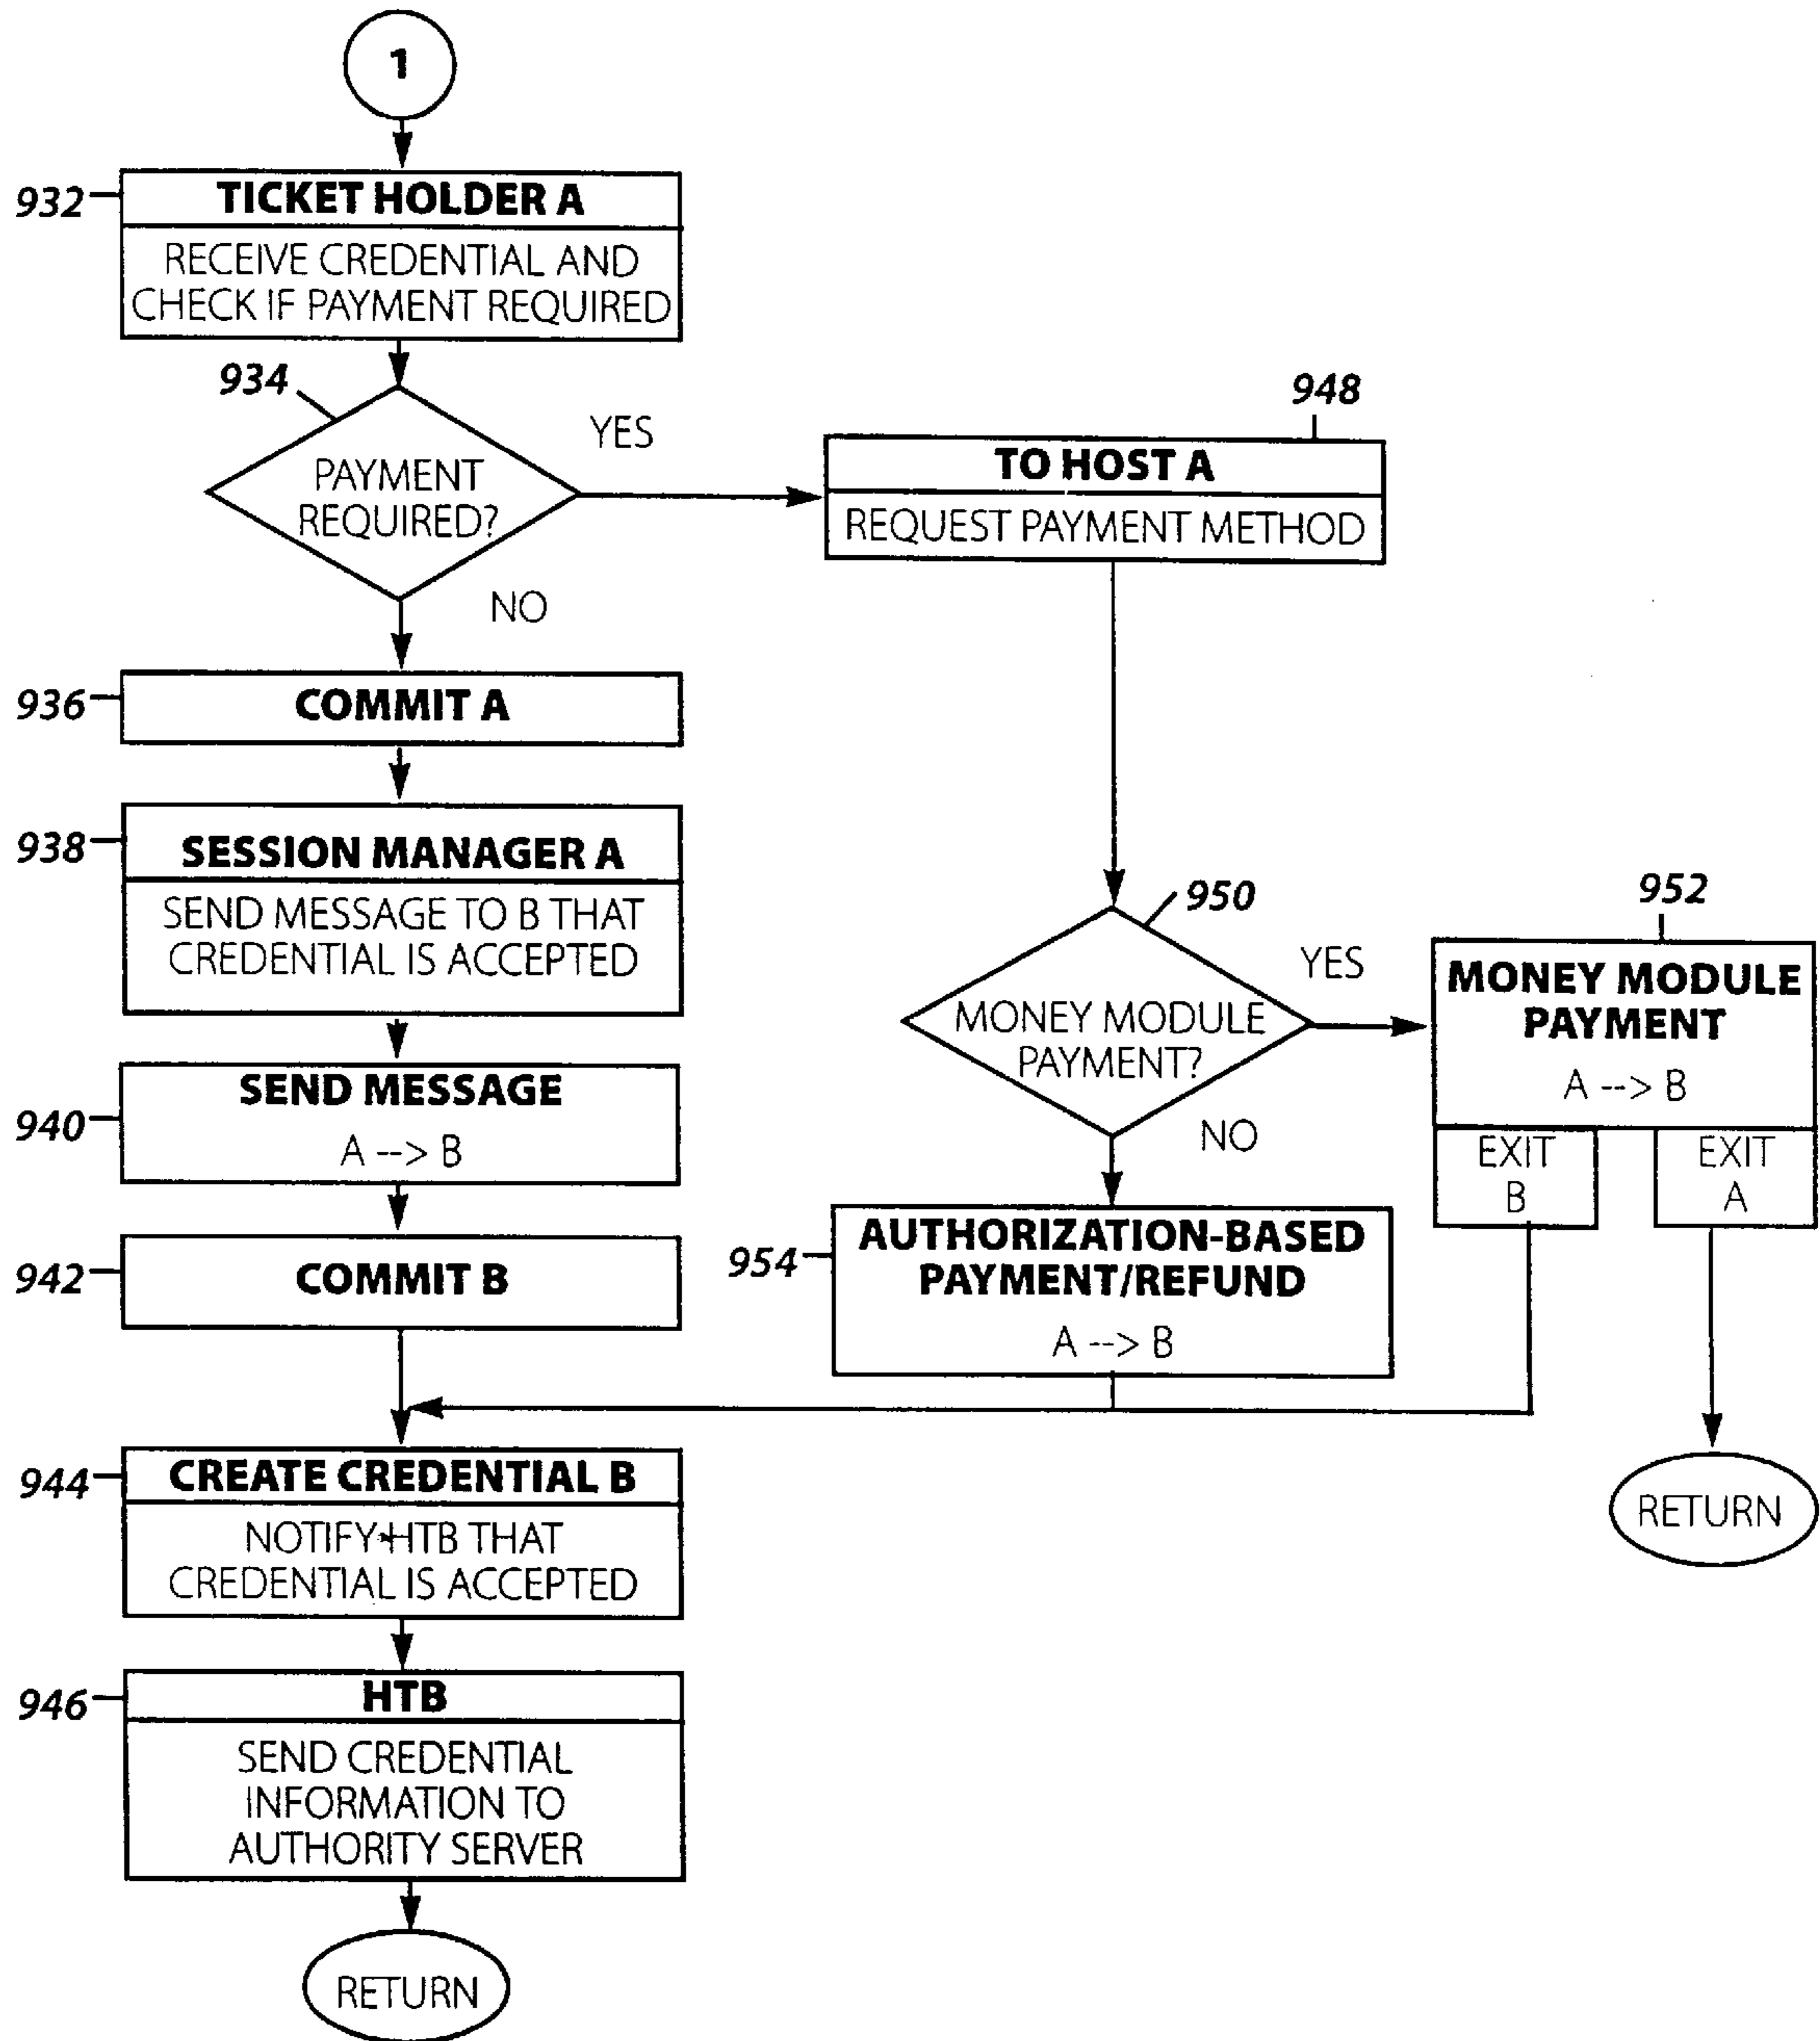 1
932
TICKET HOLDER A
RECEIVE CREDENTIAL AND
CHECK IF PAYMENT REQUIRED
934
PAYMENT
REQUIRED?
YES
NO
948
TO HOST A
REQUEST PAYMENT METHOD
936
COMMIT A
938
SESSION MANAGER A
SEND MESSAGE TO B THAT
CREDENTIAL IS ACCEPTED
940
SEND MESSAGE
A --> B
942
COMMIT B
950
MONEY MODULE
PAYMENT?
YES
NO
952
MONEY MODULE
PAYMENT
A --> B
EXIT
B
EXIT
A
954
AUTHORIZATION-BASED
PAYMENT/REFUND
A --> B
RETURN
944
CREATE CREDENTIAL B
NOTIFY HTB THAT
CREDENTIAL IS ACCEPTED
946
HTB
SEND CREDENTIAL
INFORMATION TO
AUTHORITY SERVER
RETURN